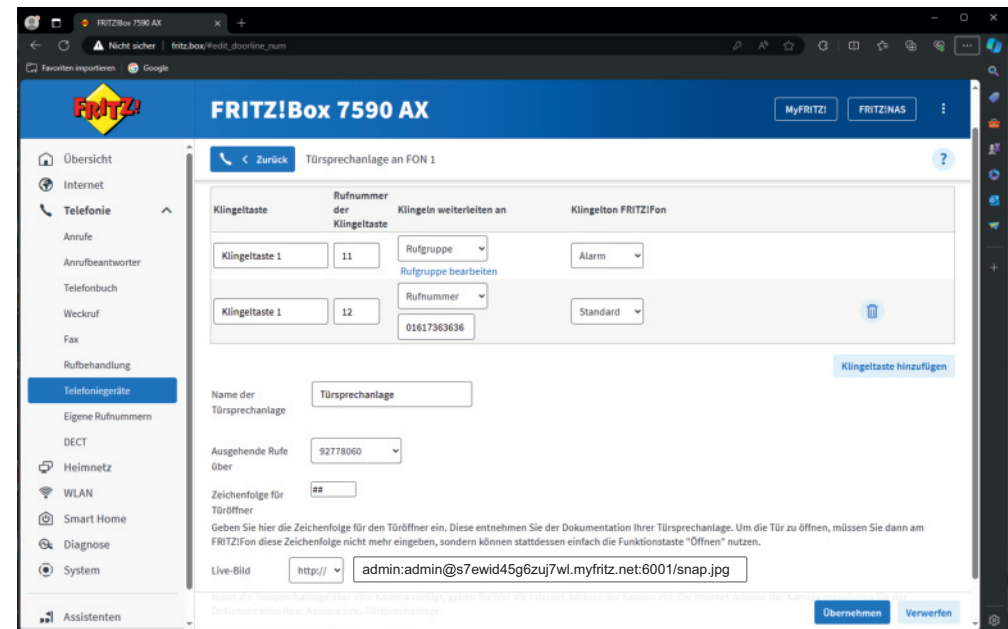 FRITZ!Box 7590 AX
Nicht sicher | fritz.box/#edit_doorline_num
Favoriten importieren Google
FRITZ!
FRITZ!Box 7590 AX
MyFRITZ!
FRITZ!NAS
Übersicht
Internet
Telefonie
Anrufe
Anrufbeantworter
Telefonbuch
Weckruf
Fax
Rufbehandlung
Telefoniegeräte
Eigene Rufnummern
DECT
Heimnetz
WLAN
Smart Home
Diagnose
System
Assistenten
< Zurück
Türsprechanlage an FON 1
?
Klingeltaste
Rufnummer
der
Klingeltaste
Klingeln weiterleiten an
Klingelton FRITZ!Fon
Klingeltaste 1
11
Rufgruppe
Rufgruppe bearbeiten
Alarm
Klingeltaste 1
12
Rufnummer
01617363636
Standard
Klingeltaste hinzufügen
Name der
Türsprechanlage
Türsprechanlage
Ausgehende Rufe
über
92778060
Zeichenfolge für
Türöffner
##
Geben Sie hier die Zeichenfolge für den Türöffner ein. Diese entnehmen Sie der Dokumentation Ihrer Türsprechanlage. Um die Tür zu öffnen, müssen Sie dann am
FRITZ!Fon diese Zeichenfolge nicht mehr eingeben, sondern können stattdessen einfach die Funktionstaste "Öffnen" nutzen.
Live-Bild
http://
admin:admin@s7ewid45g6zuj7wl.myfritz.net:6001/snap.jpg
Übernehmen
Verwerfen